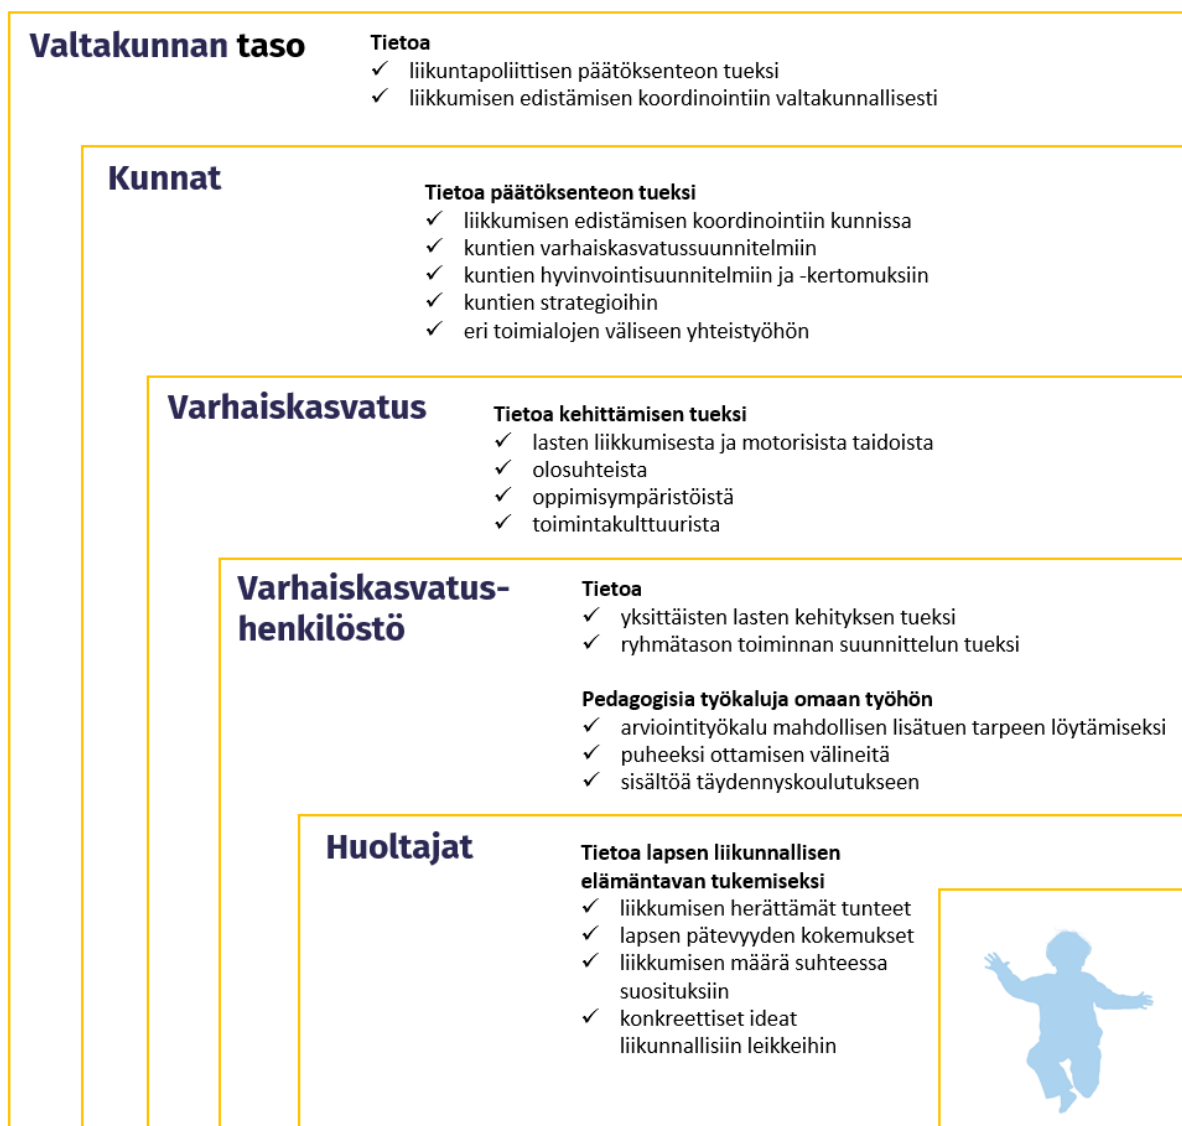 Valtakunnan taso
Tietoa
✓ liikuntapoliittisen päätöksenteon tueksi
✓ liikkumisen edistämisen koordinointiin valtakunnallisesti
Kunnat
Tietoa päätöksenteon tueksi
✓ liikkumisen edistämisen koordinointiin kunnissa
✓ kuntien varhaiskasvatussuunnitelmiin
✓ kuntien hyvinvointisuunnitelmiin ja -kertomuksiin
✓ kuntien strategioihin
✓ eri toimialojen väliseen yhteistyöhön
Varhaiskasvatus
Tietoa kehittämisen tueksi
✓ lasten liikkumisesta ja motorisista taidoista
✓ olosuhteista
✓ oppimisympäristöistä
✓ toimintakulttuurista
Varhaiskasvatus-
henkilöstö
Tietoa
✓ yksittäisten lasten kehityksen tueksi
✓ ryhmätason toiminnan suunnittelun tueksi
Pedagogisia työkaluja omaan työhön
✓ arviointityökalu mahdollisen lisätuen tarpeen löytämiseksi
✓ puheeksi ottamisen välineitä
✓ sisältöä täydennyskoulutukseen
Huoltajat
Tietoa lapsen liikunnallisen
elämäntavan tukemiseksi
✓ liikkumisen herättämät tunteet
✓ lapsen pätevyyden kokemukset
✓ liikkumisen määrä suhteessa
suosituksiin
✓ konkreettiset ideat
liikunnallisiin leikkeihin